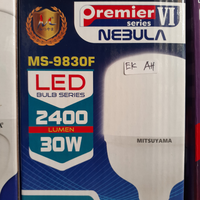 Premier VI
series
NEBULA
MS-9830F
EK AH
LED
BULB SERIES
2400
LUMEN
30W
MITSUYAMA